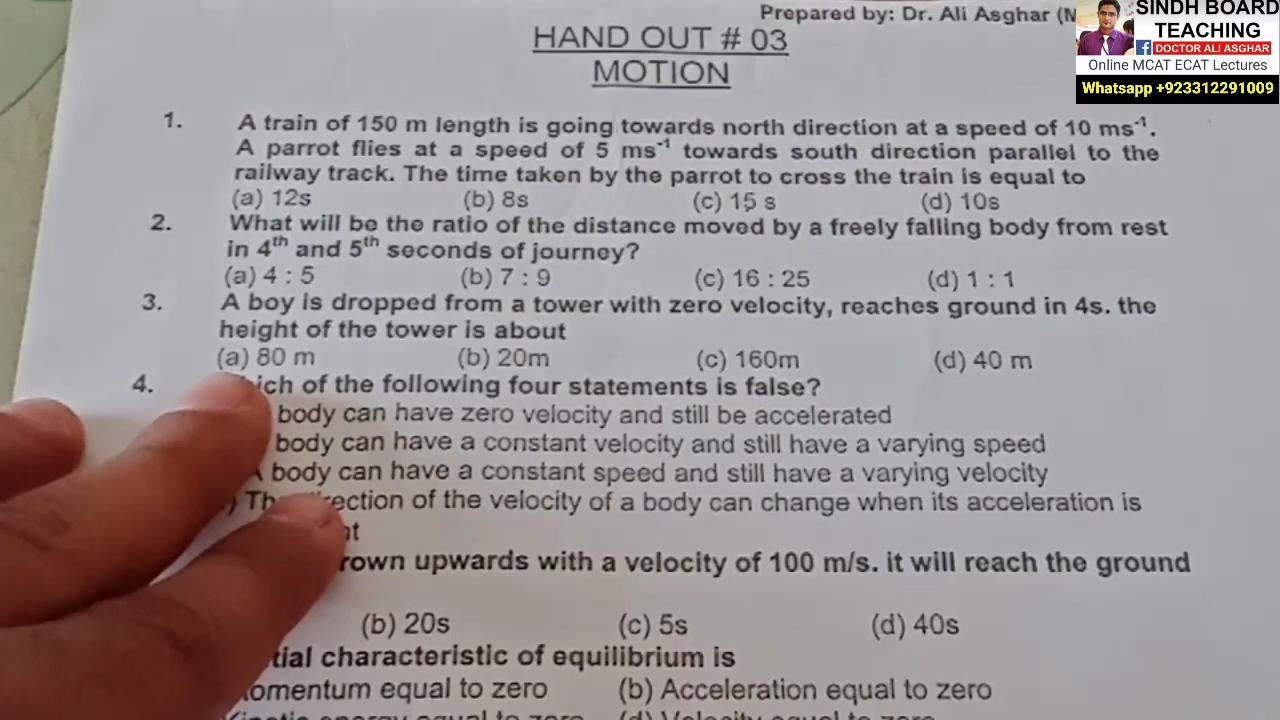 Prepared by: Dr. Ali Asghar
SINDH BOARD
TEACHING
DOCTOR ALI ASGHAR
Online MCAT ECAT Lectures
Whatsapp +923312291009
HAND OUT # 03
MOTION
1. A train of 150 m length is going towards north direction at a speed of 10 ms⁻¹.
A parrot flies at a speed of 5 ms⁻¹ towards south direction parallel to the
railway track. The time taken by the parrot to cross the train is equal to
(a) 12s (b) 8s (c) 15 s (d) 10s
2. What will be the ratio of the distance moved by a freely falling body from rest
in 4th and 5th seconds of journey?
(a) 4 : 5 (b) 7 : 9 (c) 16 : 25 (d) 1 : 1
3. A boy is dropped from a tower with zero velocity, reaches ground in 4s. the
height of the tower is about
(a) 80 m (b) 20m (c) 160m (d) 40 m
4. of the following four statements is false?
body can have zero velocity and still be accelerated
body can have a constant velocity and still have a varying speed
A body can have a constant speed and still have a varying velocity
of the velocity of a body can change when its acceleration is
upwards with a velocity of 100 m/s. it will reach the ground
(b) 20s (c) 5s (d) 40s
characteristic of equilibrium is
equal to zero (b) Acceleration equal to zero